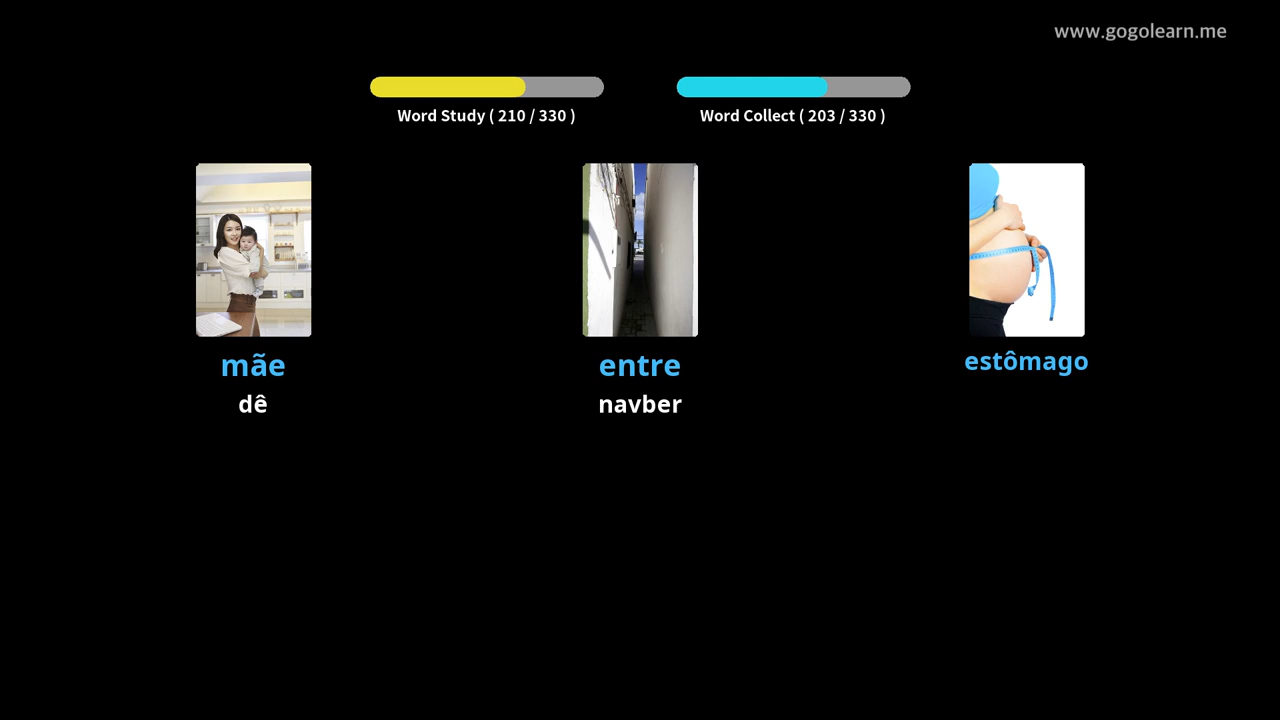 www.gogolearn.me
Word Study ( 210 / 330 )
Word Collect ( 203 / 330 )
mãe
dê
entre
navber
estômago